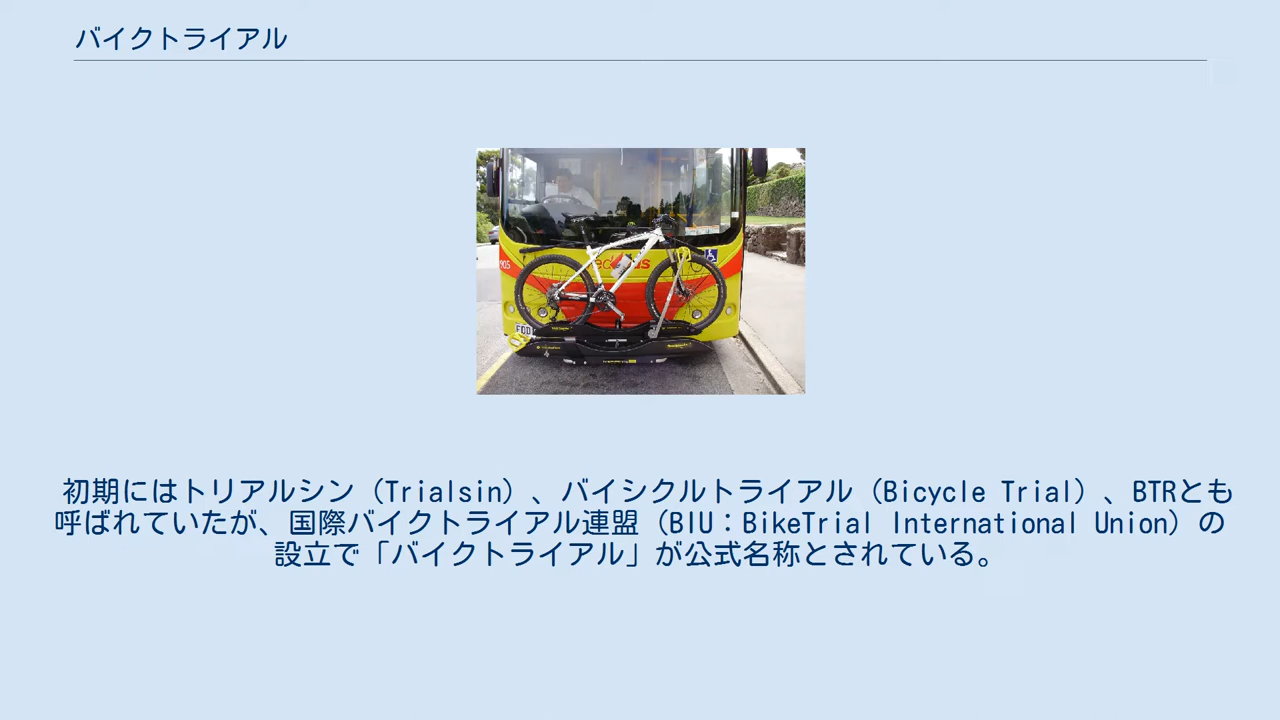 バイクトライアル
905
FOD
初期にはトリアルシン（Trialsin）、バイシクルトライアル（Bicycle Trial）、BTRとも
呼ばれていたが、国際バイクトライアル連盟（BIU：BikeTrial International Union）の
設立で「バイクトライアル」が公式名称とされている。